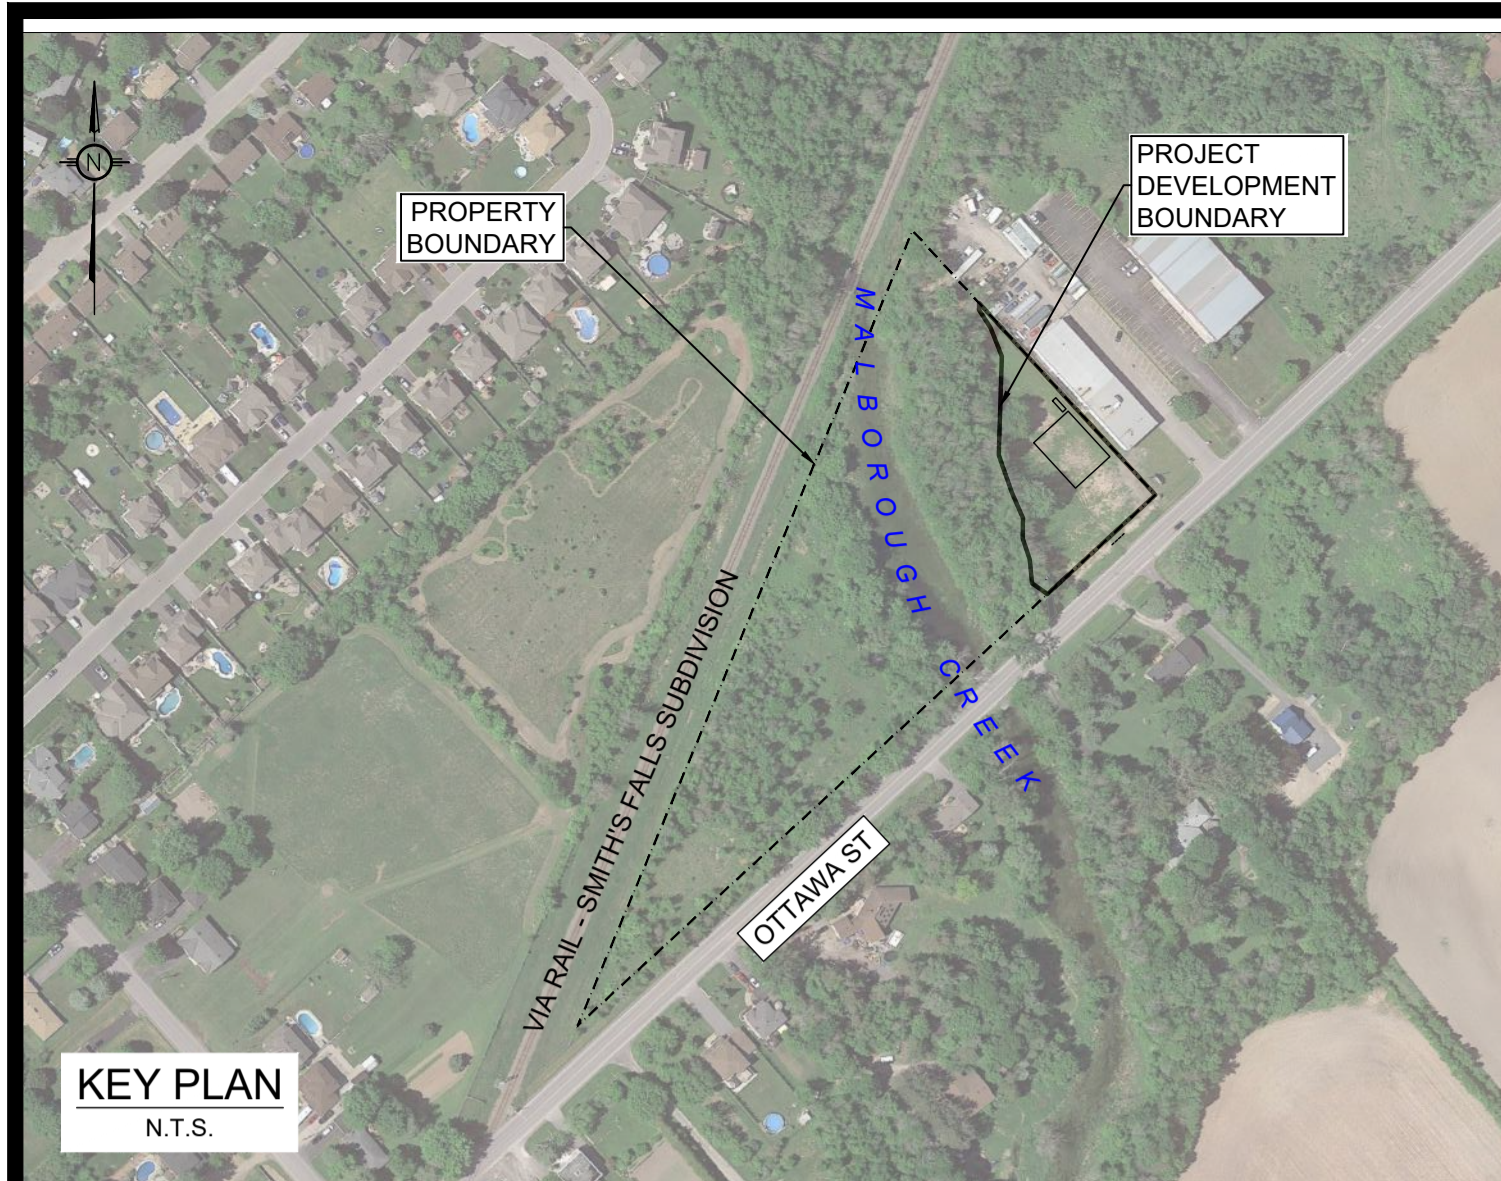 N
PROPERTY
BOUNDARY
PROJECT
DEVELOPMENT
BOUNDARY
MALBOROUGH CREEK
VIA RAIL - SMITH'S FALLS SUBDIVISION
OTTAWA ST
KEY PLAN
N.T.S.